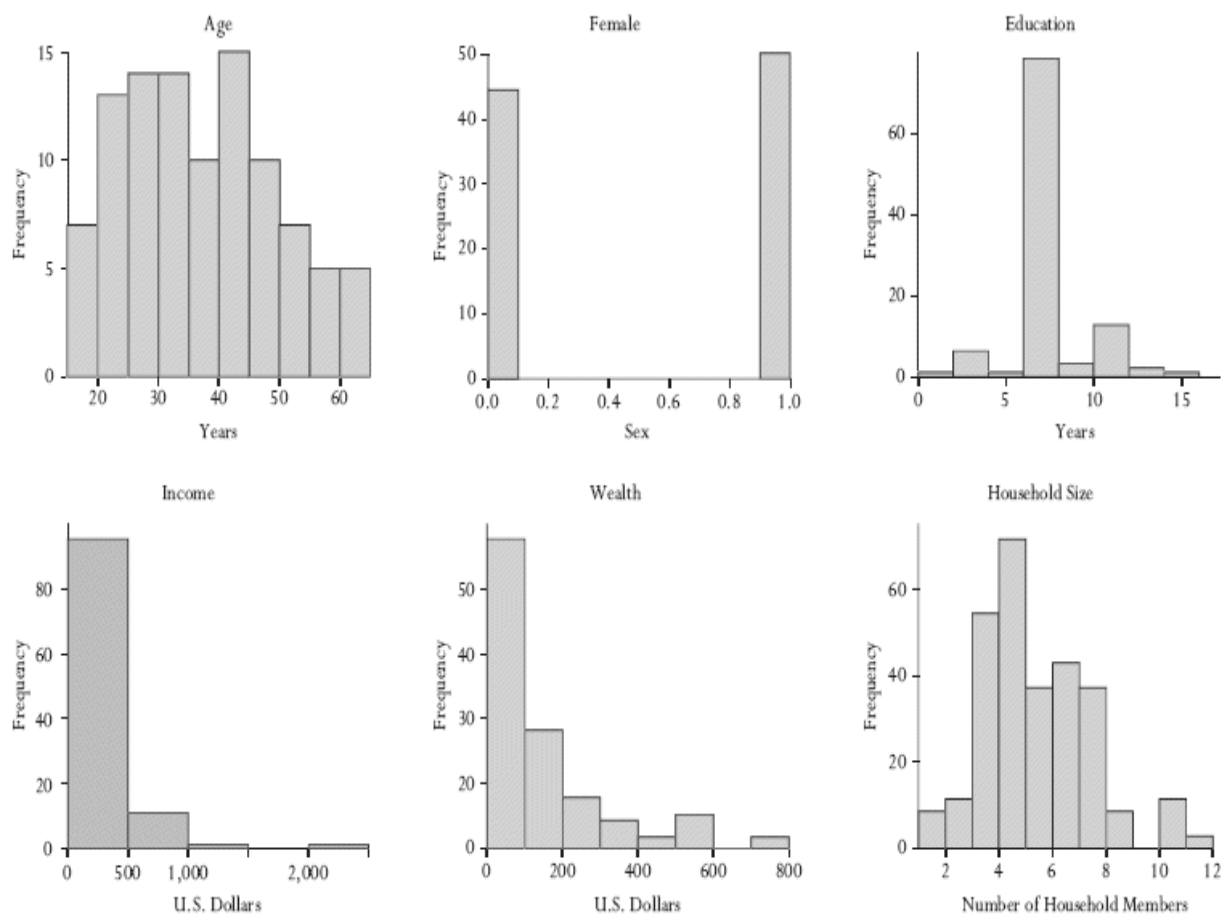 Age
Female
Education
15
10
5
0
Frequency
20 30 40 50 60
Years
50
40
30
20
10
0
Frequency
0.0 0.2 0.4 0.6 0.8 1.0
Sex
60
40
20
0
Frequency
0 5 10 15
Years
Income
Wealth
Household Size
80
60
40
20
0
Frequency
0 500 1,000 2,000
U.S. Dollars
50
40
30
20
0
Frequency
0 200 400 600 800
U.S. Dollars
60
40
20
0
Frequency
2 4 6 8 10 12
Number of Household Members